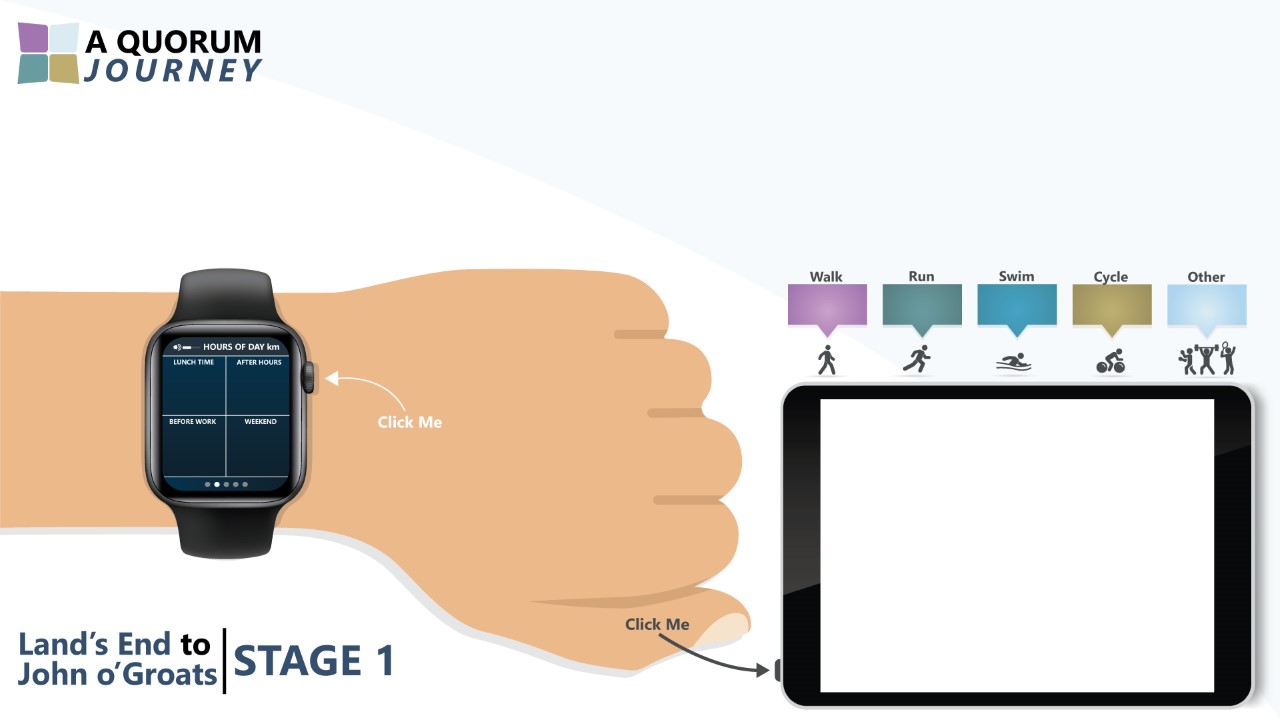 A QUORUM
JOURNEY
Walk
Run
Swim
Cycle
Other
HOURS OF DAY km
LUNCH TIME
AFTER HOURS
BEFORE WORK
WEEKEND
Click Me
Click Me
Land’s End to
John o’Groats
STAGE 1